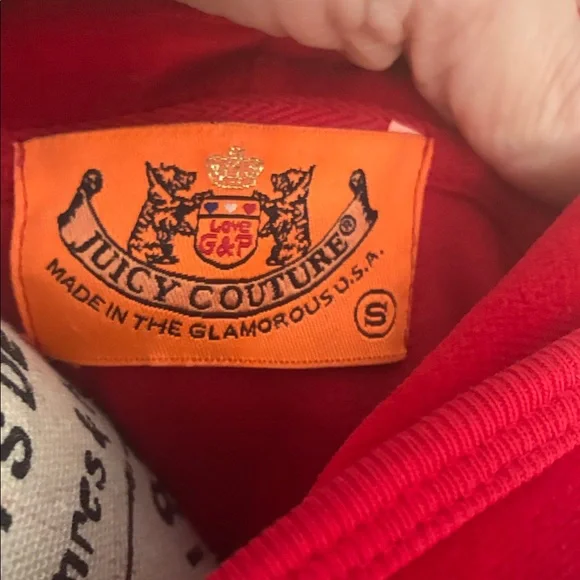 Love
G&P
JUICY COUTURE®
MADE IN THE GLAMOROUS U.S.A.
S